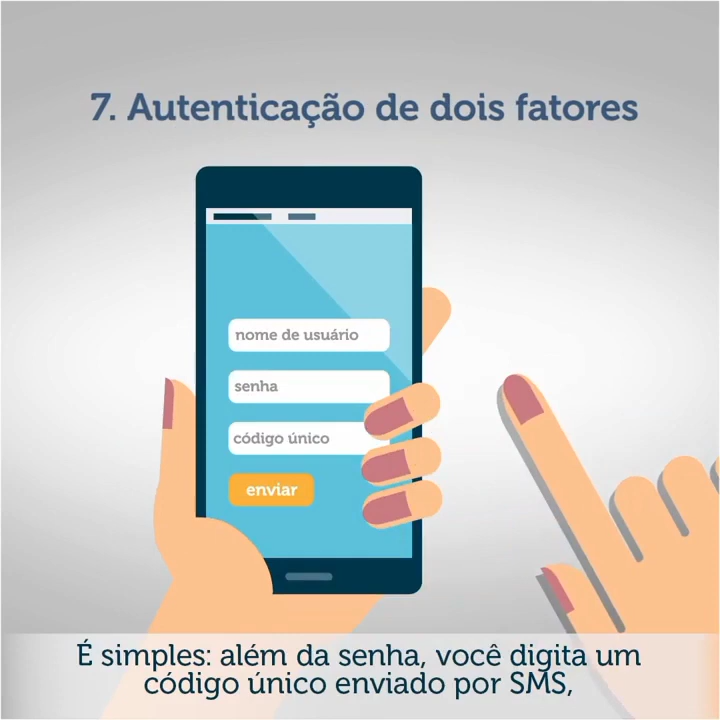 7. Autenticação de dois fatores
nome de usuário
senha
código único
enviar
É simples: além da senha, você digita um
código único enviado por SMS,